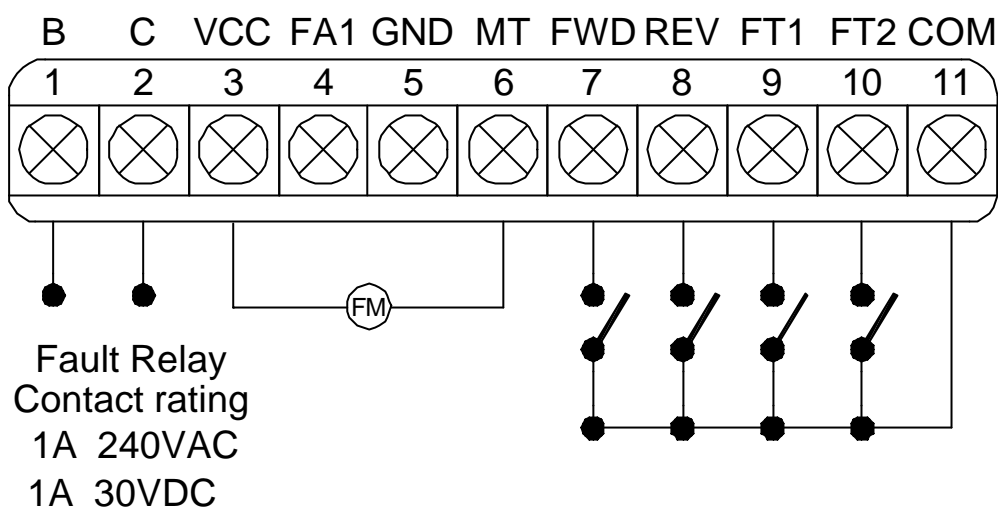 B C VCC FA1 GND MT FWD REV FT1 FT2 COM
1 2 3 4 5 6 7 8 9 10 11
FM
Fault Relay
Contact rating
1A 240VAC
1A 30VDC